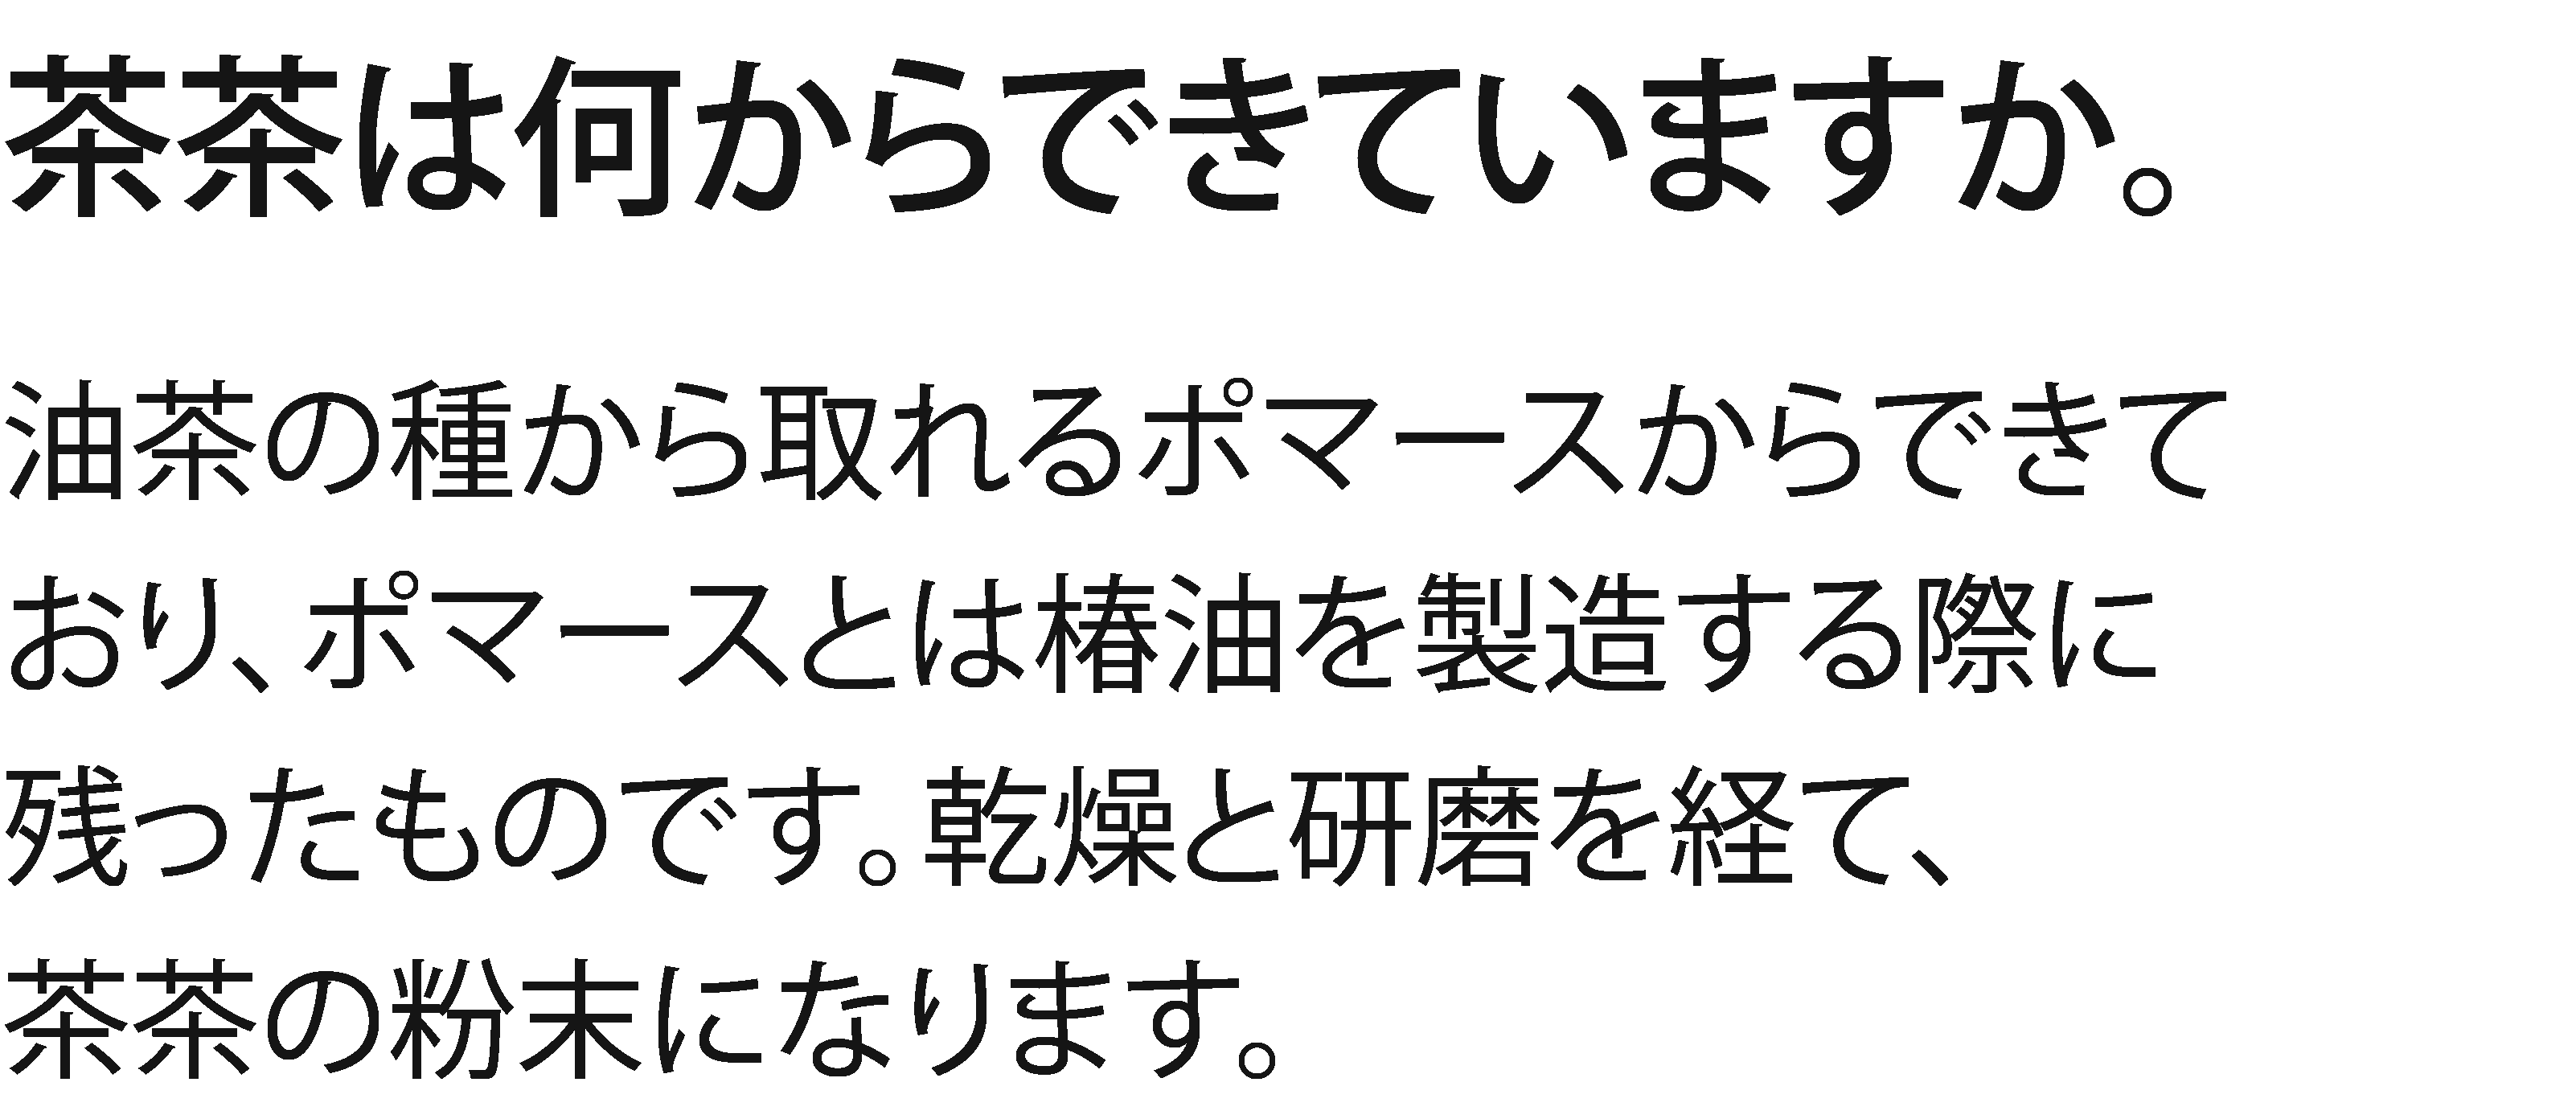 茶茶は何からできていますか。
油茶の種から取れるポマースからできて
おり、ポマースとは椿油を製造する際に
残ったものです。乾燥と研磨を経て、
茶茶の粉末になります。